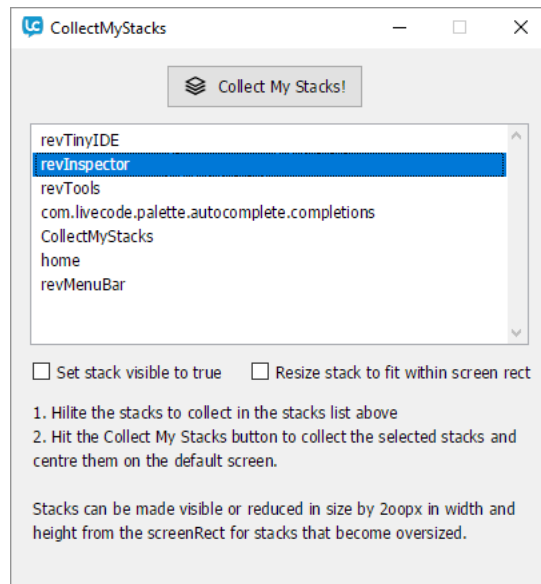 CollectMyStacks
Collect My Stacks!
revTinyIDE
revInspector
revTools
com.livecode.palette.autocomplete.completions
CollectMyStacks
home
revMenuBar
Set stack visible to true
Resize stack to fit within screen rect
1. Hilite the stacks to collect in the stacks list above
2. Hit the Collect My Stacks button to collect the selected stacks and
centre them on the default screen.
Stacks can be made visible or reduced in size by 2oopx in width and
height from the screenRect for stacks that become oversized.